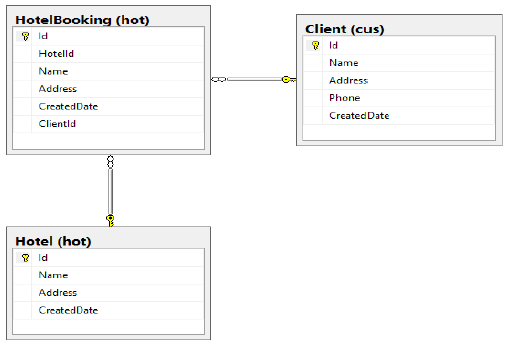 HotelBooking (hot)
Id
HotelId
Name
Address
CreatedDate
ClientId
Client (cus)
Id
Name
Address
Phone
CreatedDate
Hotel (hot)
Id
Name
Address
CreatedDate